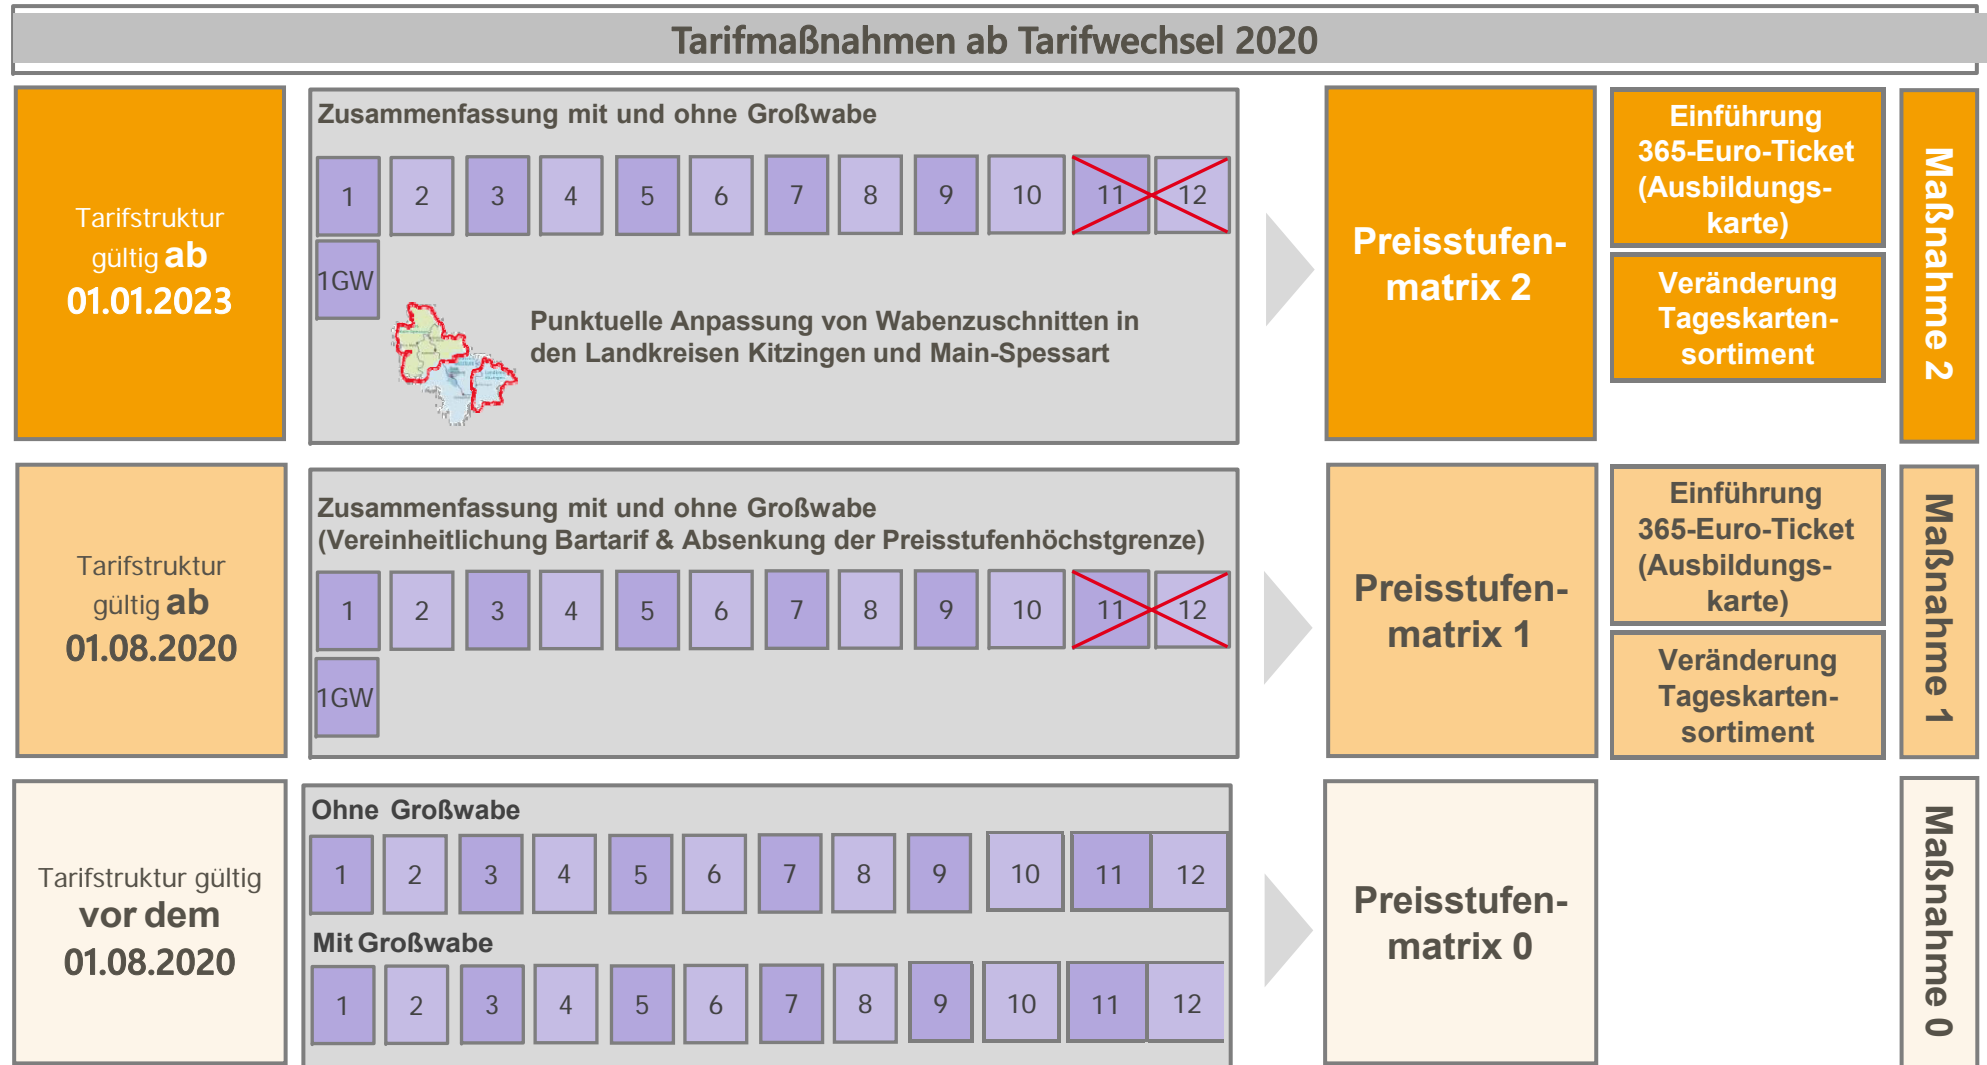 Tarifmaßnahmen ab Tarifwechsel 2020
Tarifstruktur
gültig ab
01.01.2023
Zusammenfassung mit und ohne Großwabe
1 2 3 4 5 6 7 8 9 10 11 12
1GW
Punktuelle Anpassung von Wabenzuschnitten in
den Landkreisen Kitzingen und Main-Spessart
Preisstufen-
matrix 2
Einführung
365-Euro-Ticket
(Ausbildungs-
karte)
Veränderung
Tageskarten-
sortiment
Maßnahme 2
Tarifstruktur
gültig ab
01.08.2020
Zusammenfassung mit und ohne Großwabe
(Vereinheitlichung Bartarif & Absenkung der Preisstufenhöchstgrenze)
1 2 3 4 5 6 7 8 9 10 11 12
1GW
Preisstufen-
matrix 1
Einführung
365-Euro-Ticket
(Ausbildungs-
karte)
Veränderung
Tageskarten-
sortiment
Maßnahme 1
Tarifstruktur gültig
vor dem
01.08.2020
Ohne Großwabe
1 2 3 4 5 6 7 8 9 10 11 12
Mit Großwabe
1 2 3 4 5 6 7 8 9 10 11 12
Preisstufen-
matrix 0
Maßnahme 0